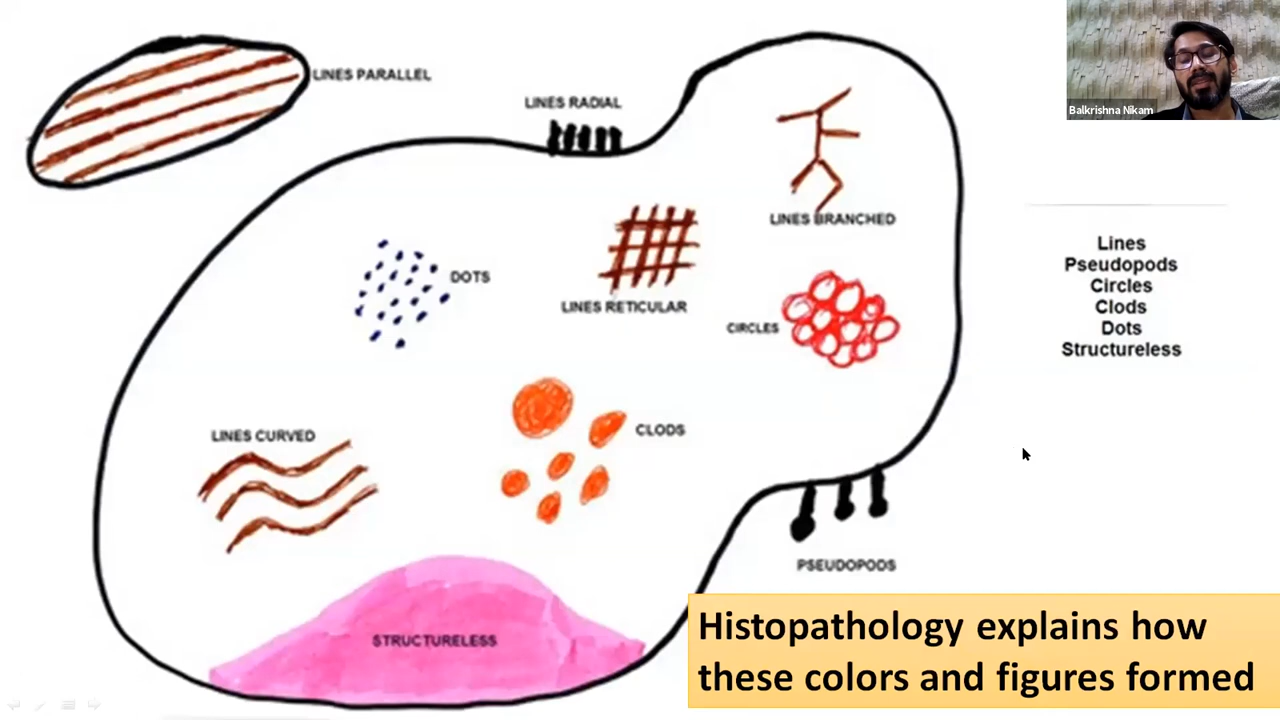 LINES PARALLEL
LINES RADIAL
Balkrishna Nikam
LINES BRANCHED
DOTS
LINES RETICULAR
CIRCLES
Lines
Pseudopods
Circles
Clods
Dots
Structureless
LINES CURVED
CLODS
PSEUDOPODS
STRUCTURELESS
Histopathology explains how
these colors and figures formed